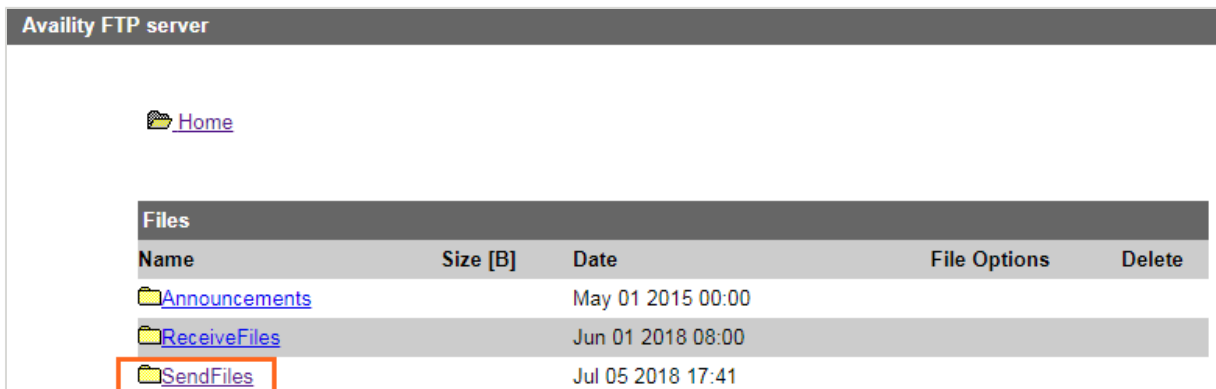 Availity FTP server
Home
Files
Name Size [B] Date File Options Delete
Announcements May 01 2015 00:00
ReceiveFiles Jun 01 2018 08:00
SendFiles Jul 05 2018 17:41